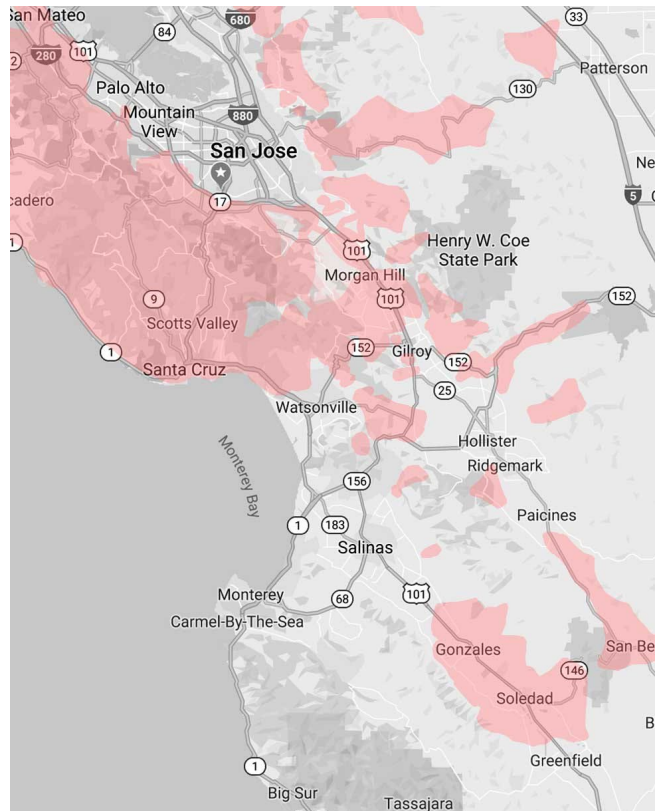 San Mateo
101
280
680
84
33
Palo Alto
Mountain
View
880
130
Patterson
San Jose
17
5
9
1
101
Morgan Hill
101
Henry W. Coe
State Park
152
Scotts Valley
1
Santa Cruz
152
Gilroy
152
25
Watsonville
Hollister
Ridgemark
Monterey Bay
156
1
183
Salinas
Paicines
Monterey
68
101
Carmel-By-The-Sea
Gonzales
San Be
146
Soledad
Greenfield
1
Big Sur
Tassajara
cadero
Ne
B
2